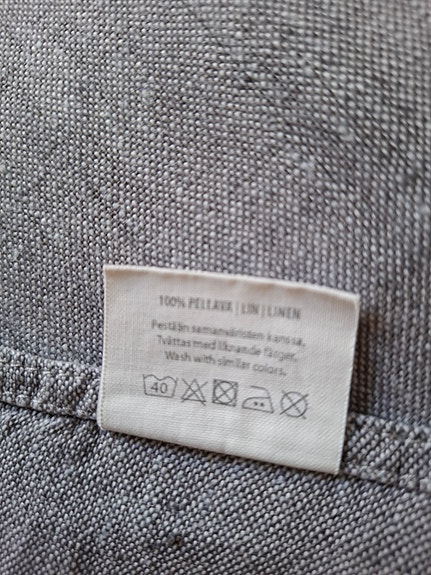 100% PELLAVA | LIN | LINEN
Pestään samanväristen kanssa,
Tvättas med liknande färger,
Wash with similar colors.
40